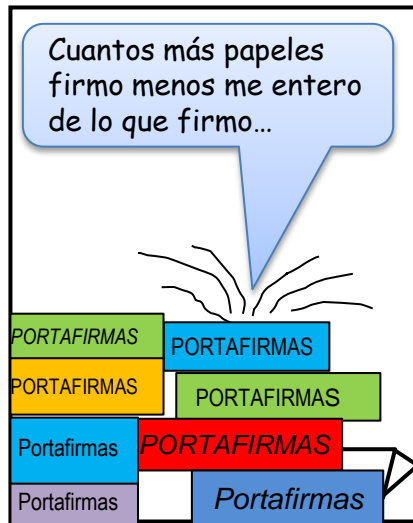 Cuantos más papeles
firmo menos me entero
de lo que firmo…
PORTAFIRMAS
PORTAFIRMAS
PORTAFIRMAS
PORTAFIRMAS
Portafirmas
PORTAFIRMAS
Portafirmas
Portafirmas